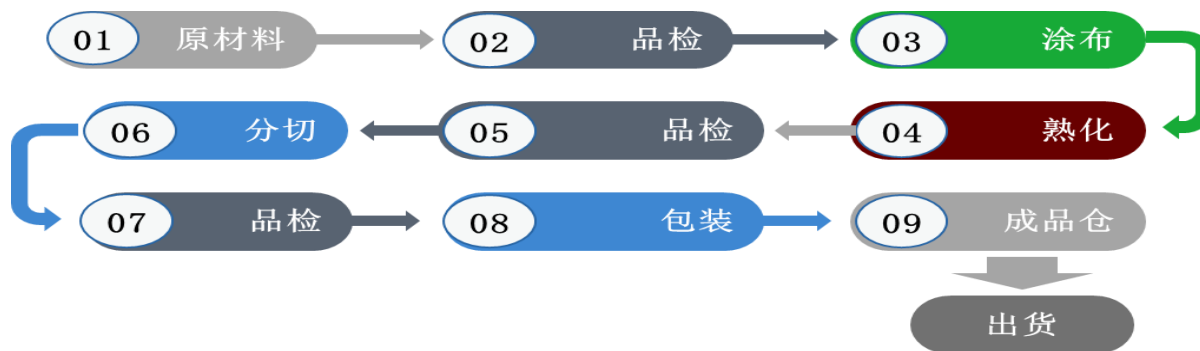 01 原材料
02 品检
03 涂布
04 熟化
05 品检
06 分切
07 品检
08 包装
09 成品仓
出货